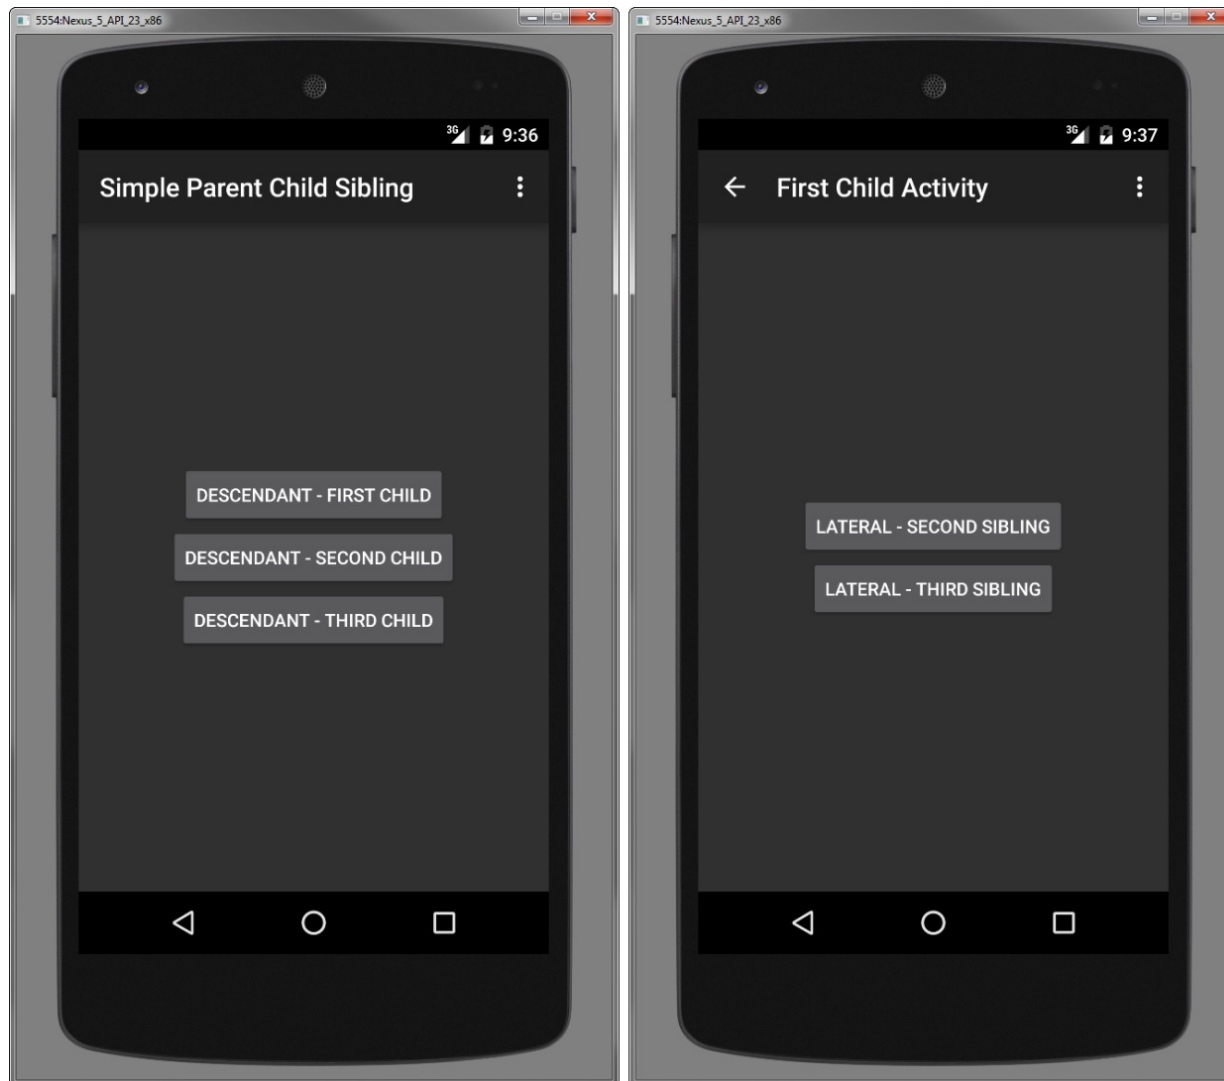 5554:Nexus_5_API_23_x86
3G 9:36
Simple Parent Child Sibling
DESCENDANT - FIRST CHILD
DESCENDANT - SECOND CHILD
DESCENDANT - THIRD CHILD
5554:Nexus_5_API_23_x86
3G 9:37
First Child Activity
LATERAL - SECOND SIBLING
LATERAL - THIRD SIBLING